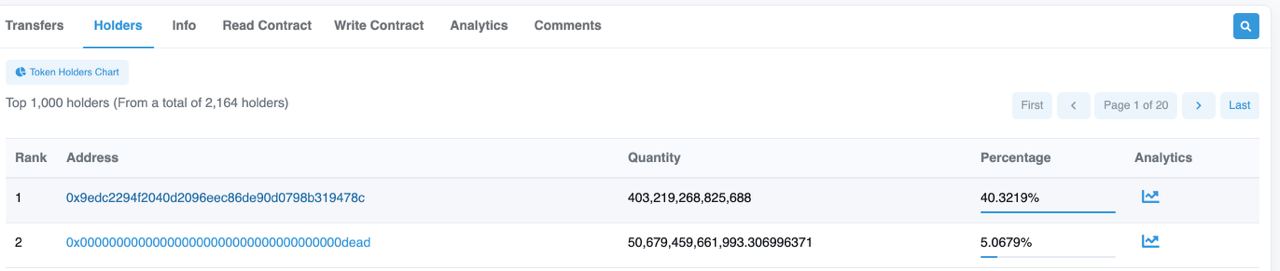 Transfers Holders Info Read Contract Write Contract Analytics Comments
Token Holders Chart
Top 1,000 holders (From a total of 2,164 holders)
First Page 1 of 20 Last
Rank Address Quantity Percentage Analytics
1 0x9edc2294f2040d2096eec86de90d0798b319478c 403,219,268,825,688 40.3219%
2 0x000000000000000000000000000000000000dead 50,679,459,661,993.306996371 5.0679%